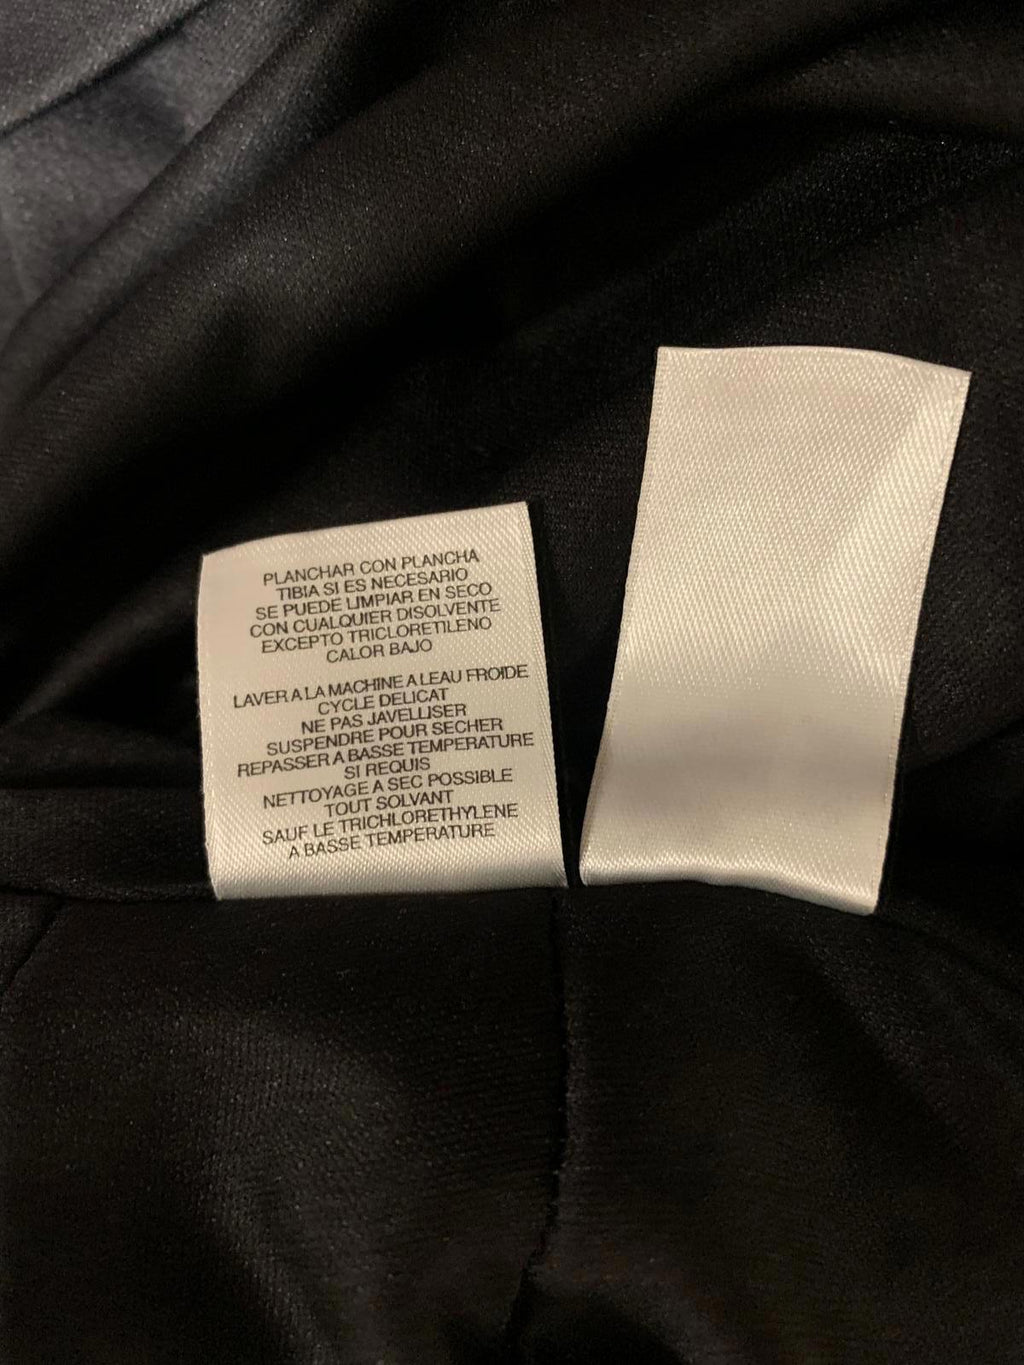 PLANCHAR CON PLANCHA
TIBIA SI ES NECESARIO
SE PUEDE LIMPIAR EN SECO
CON CUALQUIER DISOLVENTE
EXCEPTO TRICLORETILENO
CALOR BAJO
LAVER A LA MACHINE A LEAU FROIDE
CYCLE DELICAT
NE PAS JAVELLISER
SUSPENDRE POUR SECHER
REPASSER A BASSE TEMPERATURE
SI REQUIS
NETTOYAGE A SEC POSSIBLE
TOUT SOLVANT
SAUF LE TRICHLORETHYLENE
A BASSE TEMPERATURE